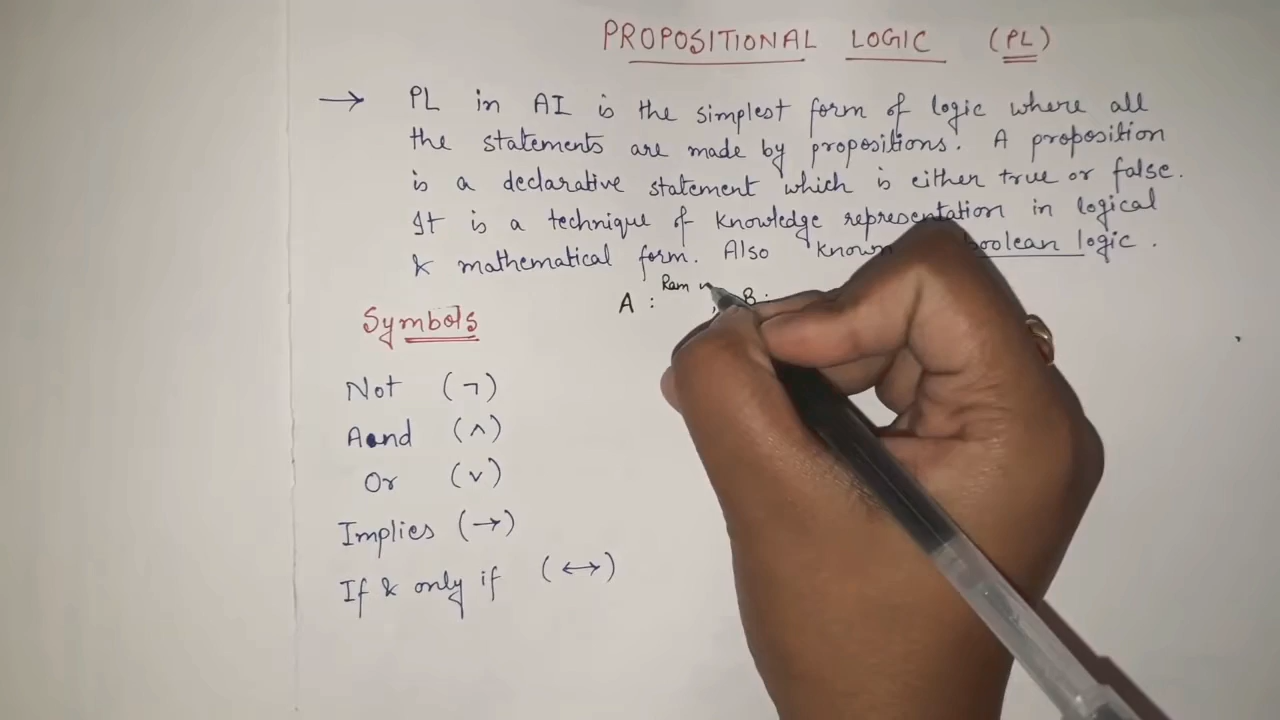 PROPOSITIONAL LOGIC (PL)
→ PL in AI is the simplest form of logic where all
the statements are made by propositions. A proposition
is a declarative statement which is either true or false.
It is a technique of knowledge representation in logical
& mathematical form. Also known boolean logic.
A : Ram B :
Symbols
Not (¬)
And (∧)
Or (∨)
Implies (→)
If & only if (↔)